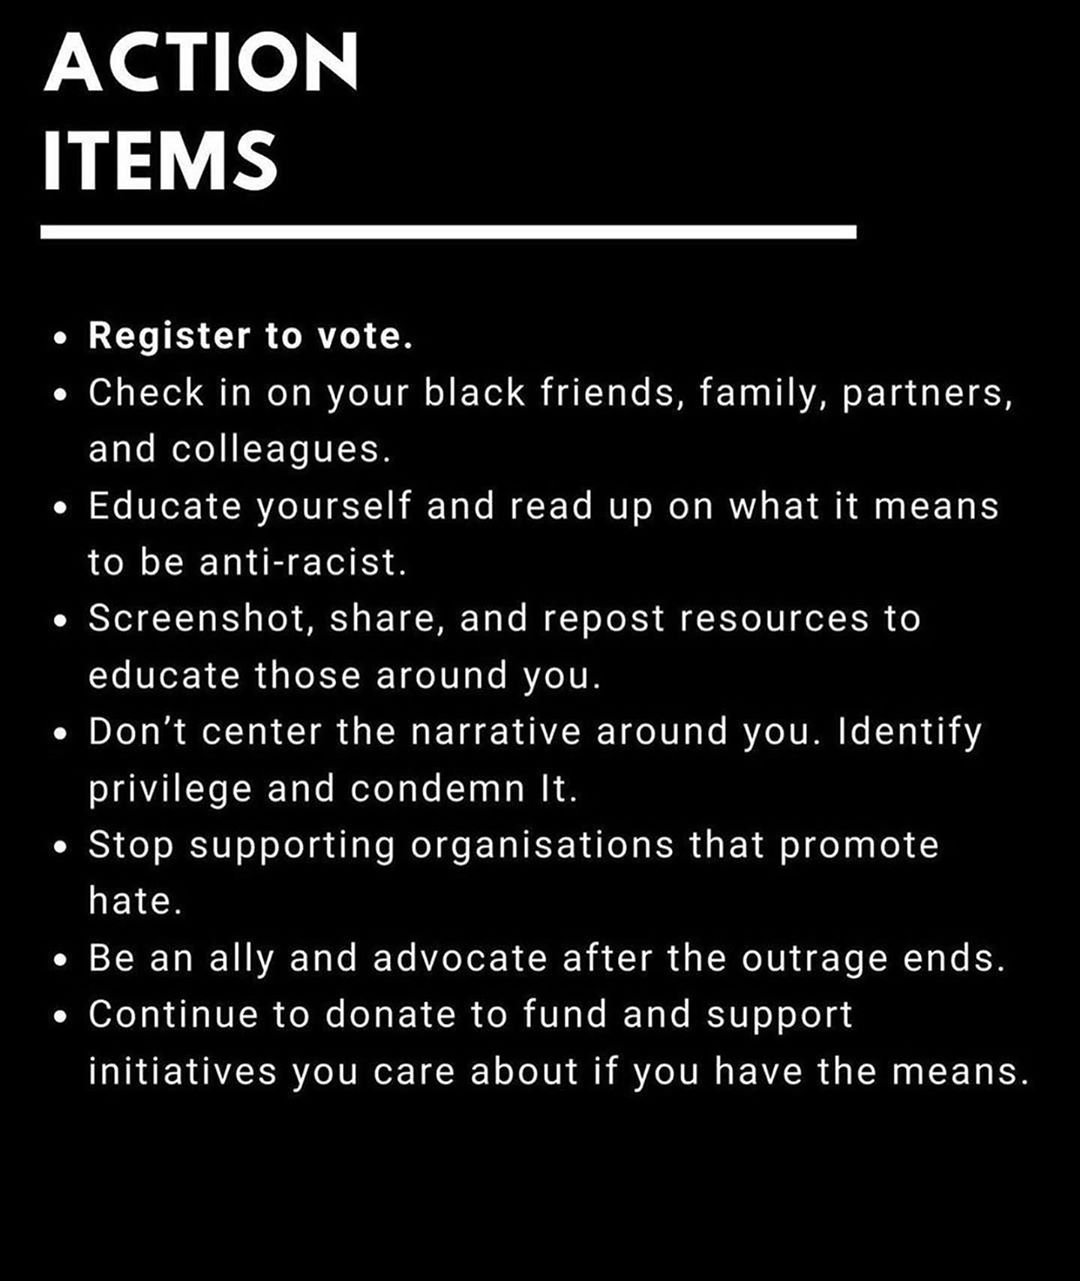 ACTION
ITEMS
• Register to vote.
• Check in on your black friends, family, partners,
and colleagues.
• Educate yourself and read up on what it means
to be anti-racist.
• Screenshot, share, and repost resources to
educate those around you.
• Don’t center the narrative around you. Identify
privilege and condemn It.
• Stop supporting organisations that promote
hate.
• Be an ally and advocate after the outrage ends.
• Continue to donate to fund and support
initiatives you care about if you have the means.